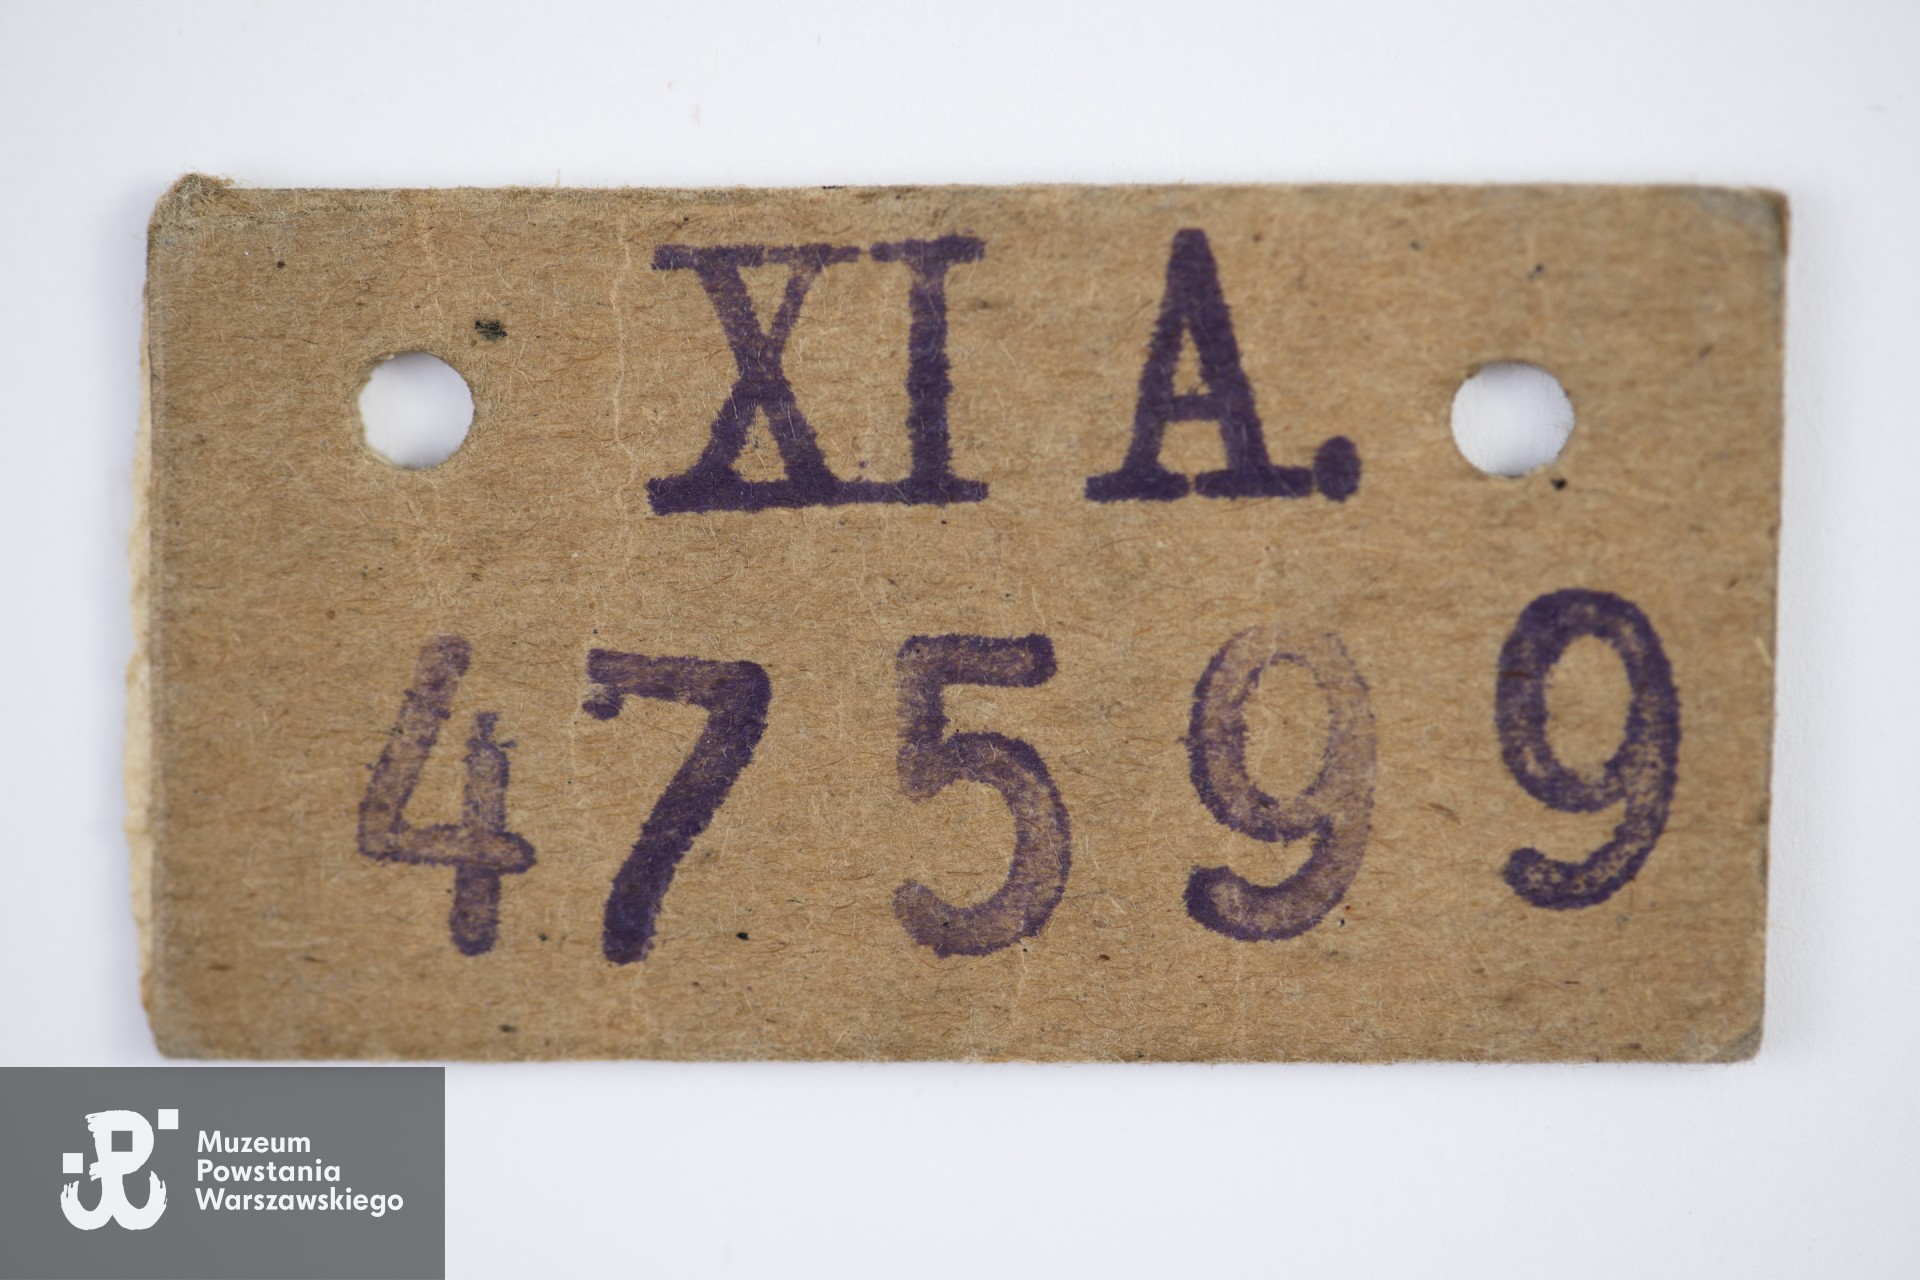 XI A.
47599
Muzeum
Powstania
Warszawskiego